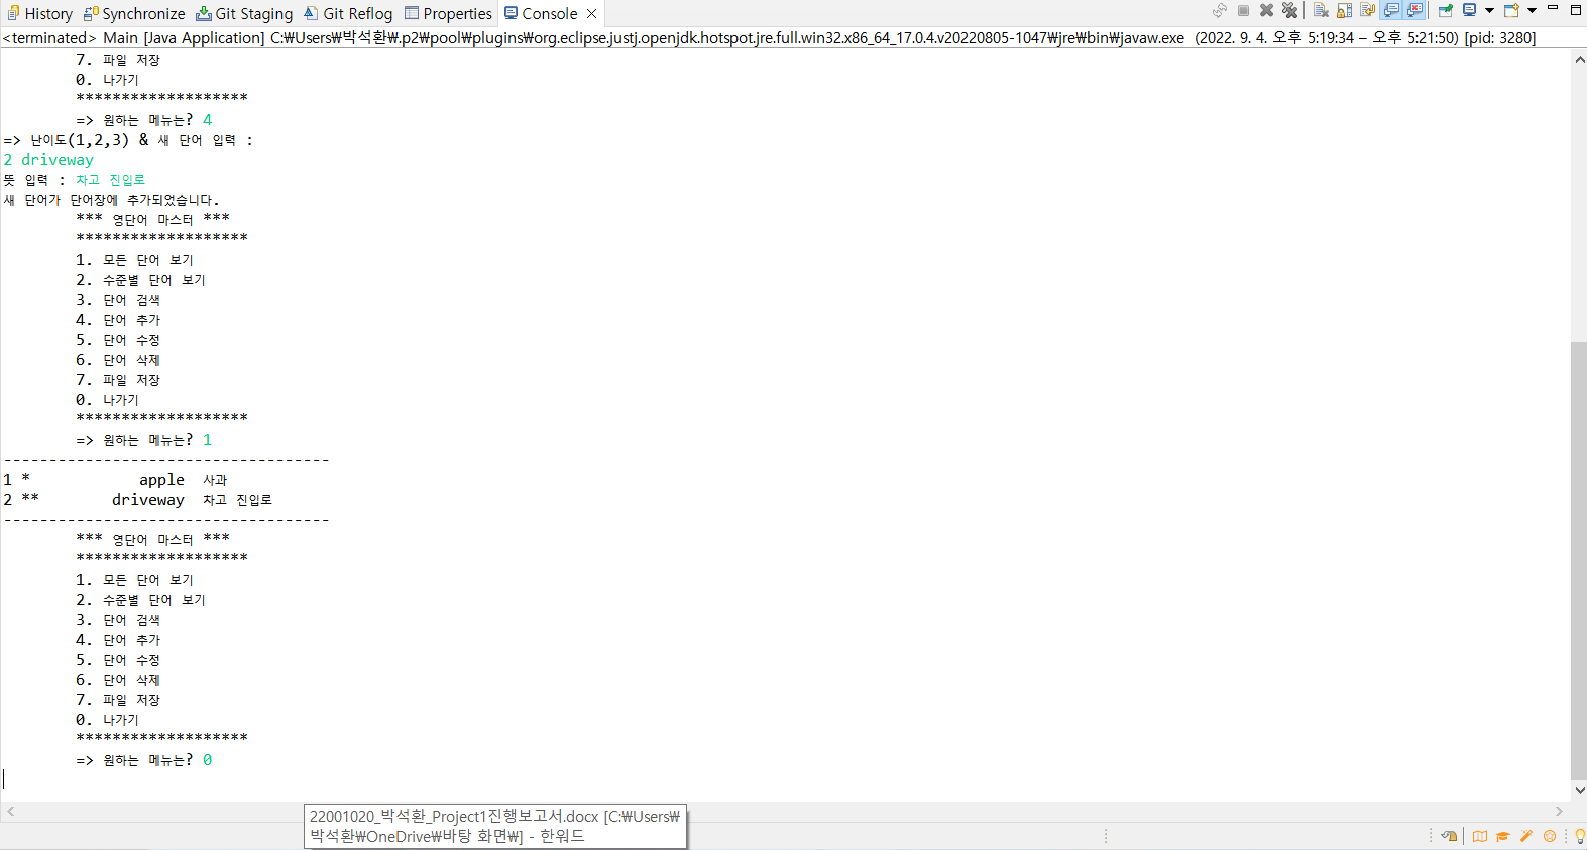 History Synchronize Git Staging Git Reflog Properties Console
<terminated> Main [Java Application] C:₩Users₩박석환₩.p2₩pool₩plugins₩org.eclipse.justj.openjdk.hotspot.jre.full.win32.x86_64_17.0.4.v20220805-1047₩jre₩bin₩javaw.exe (2022. 9. 4. 오후 5:19:34 – 오후 5:21:50) [pid: 3280]
7. 파일 저장
0. 나가기
*******************
=> 원하는 메뉴는? 4
=> 난이도(1,2,3) & 새 단어 입력 :
2 driveway
뜻 입력 : 차고 진입로
새 단어가 단어장에 추가되었습니다.
*** 영단어 마스터 ***
*******************
1. 모든 단어 보기
2. 수준별 단어 보기
3. 단어 검색
4. 단어 추가
5. 단어 수정
6. 단어 삭제
7. 파일 저장
0. 나가기
*******************
=> 원하는 메뉴는? 1
------------------------------------
1 * apple 사과
2 ** driveway 차고 진입로
------------------------------------
*** 영단어 마스터 ***
*******************
1. 모든 단어 보기
2. 수준별 단어 보기
3. 단어 검색
4. 단어 추가
5. 단어 수정
6. 단어 삭제
7. 파일 저장
0. 나가기
*******************
=> 원하는 메뉴는? 0
22001020_박석환_Project1진행보고서.docx [C:₩Users₩
박석환₩OneDrive₩바탕 화면₩] - 한워드